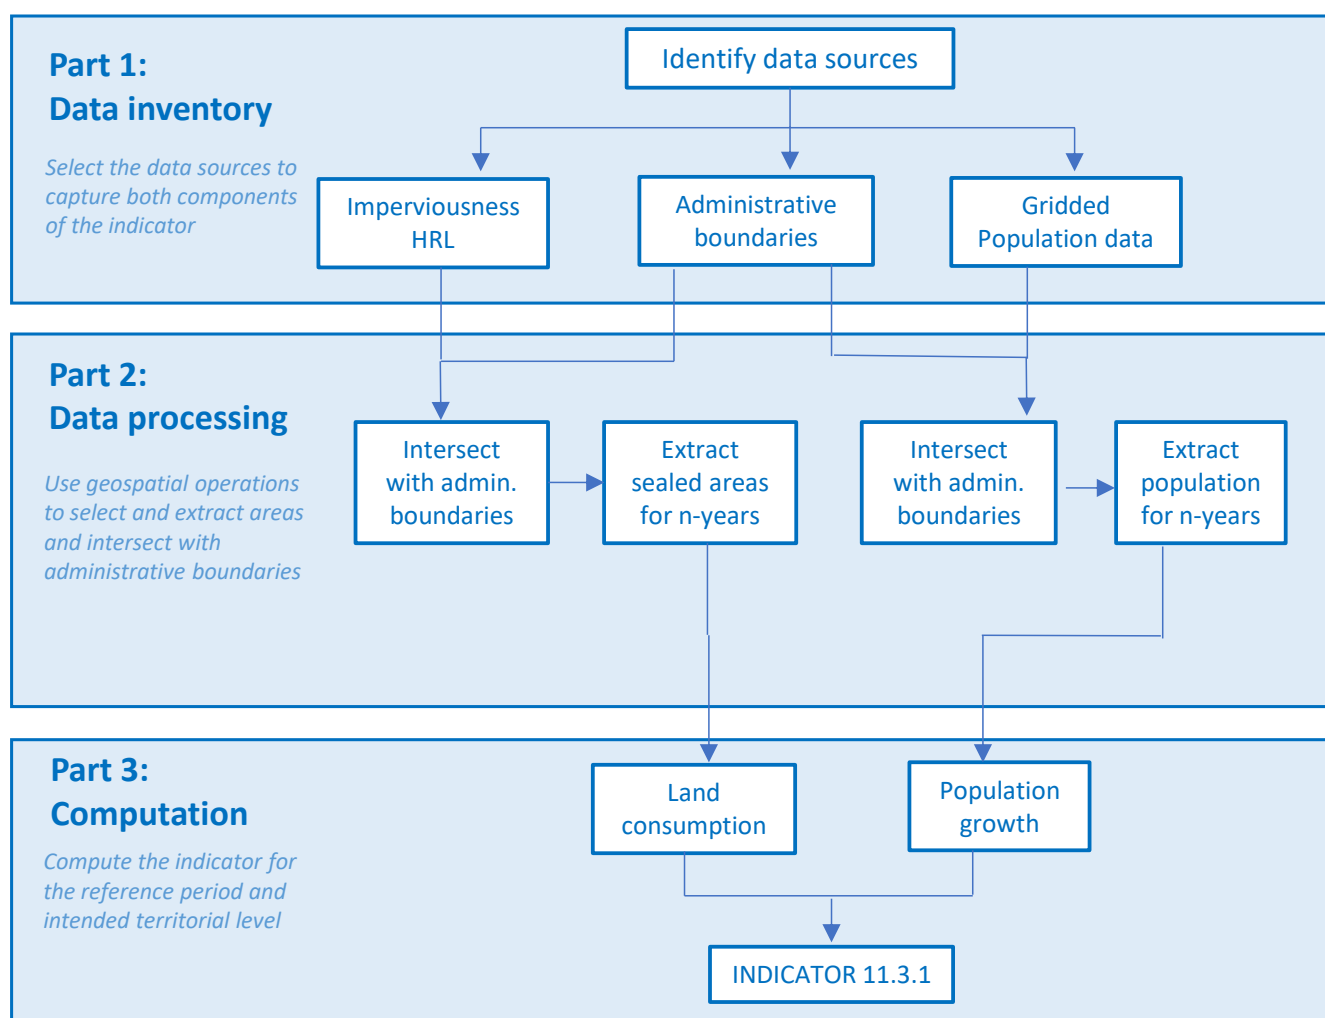 Part 1:
Data inventory
Select the data sources to
capture both components
of the indicator
Identify data sources
Imperviousness
HRL
Administrative
boundaries
Gridded
Population data
Part 2:
Data processing
Use geospatial operations
to select and extract areas
and intersect with
administrative boundaries
Intersect
with admin.
boundaries
Extract
sealed areas
for n-years
Intersect
with admin.
boundaries
Extract
population
for n-years
Part 3:
Computation
Compute the indicator for
the reference period and
intended territorial level
Land
consumption
Population
growth
INDICATOR 11.3.1